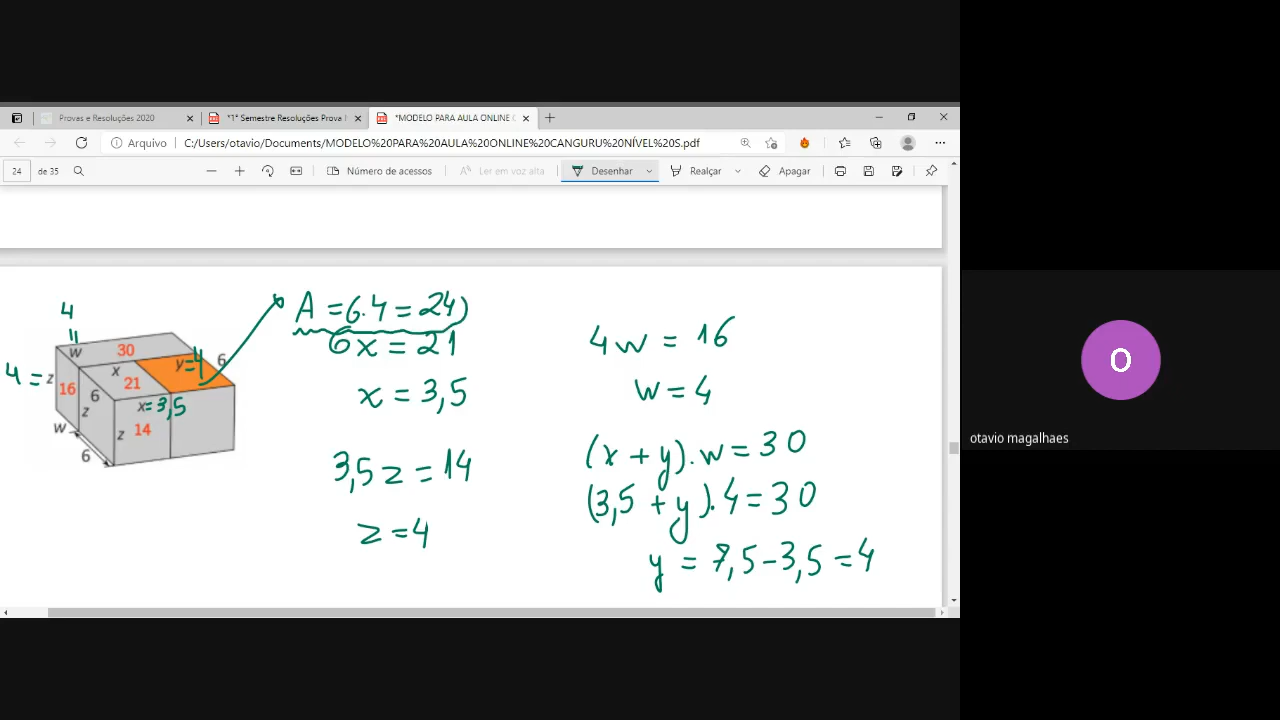 Provas e Resoluções 2020
*1° Semestre Resoluções Prova
*MODELO PARA AULA ONLINE
Arquivo
C:/Users/otavio/Documents/MODELO%20PARA%20AULA%20ONLINE%20CANGURU%20NÍVEL%20S.pdf
24
de 35
Número de acessos
Ler em voz alta
Desenhar
Realçar
Apagar
4
=
w
30
4 = z
16
x
21
y=4
6
6
z
x=3,5
w
z
14
6
A = 6.4 = 24
6x = 21
x = 3,5
3,5z = 14
z = 4
4w = 16
w = 4
(x + y).w = 30
(3,5 + y).4 = 30
y = 7,5 - 3,5 = 4
O
otavio magalhaes